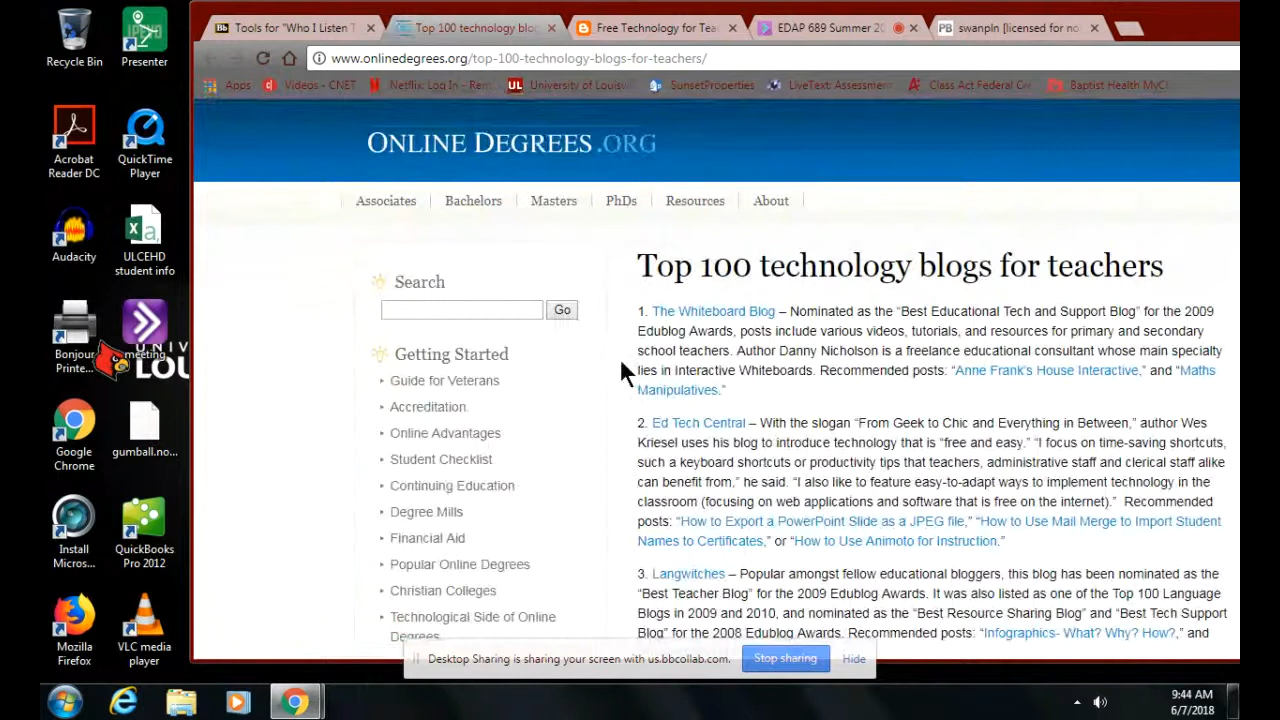 Recycle Bin
Presenter
Acrobat Reader DC
QuickTime Player
Audacity
ULCEHD student info
Bonjour Printe...
meeting
LOU
Google Chrome
gumball.no...
Install Micros...
QuickBooks Pro 2012
Mozilla Firefox
VLC media player
Tools for "Who I Listen T
Top 100 technology blo
Free Technology for Tea
EDAP 689 Summer 20
swanpln [licensed for no
www.onlinedegrees.org/top-100-technology-blogs-for-teachers/
Apps
Videos - CNET
Netflix: Log In - Rem
University of Louisv
SunsetProperties
LiveText: Assessmen
Class Act Federal Cr
Baptist Health MyCh
ONLINE DEGREES.ORG
Associates
Bachelors
Masters
PhDs
Resources
About
Search
Go
Getting Started
Guide for Veterans
Accreditation
Online Advantages
Student Checklist
Continuing Education
Degree Mills
Financial Aid
Popular Online Degrees
Christian Colleges
Technological Side of Online
Degrees
Top 100 technology blogs for teachers
1. The Whiteboard Blog – Nominated as the “Best Educational Tech and Support Blog” for the 2009
Edublog Awards, posts include various videos, tutorials, and resources for primary and secondary
school teachers. Author Danny Nicholson is a freelance educational consultant whose main specialty
lies in Interactive Whiteboards. Recommended posts: “Anne Frank's House Interactive,” and “Maths
Manipulatives.”
2. Ed Tech Central – With the slogan “From Geek to Chic and Everything in Between,” author Wes
Kriesel uses his blog to introduce technology that is “free and easy.” “I focus on time-saving shortcuts,
such a keyboard shortcuts or productivity tips that teachers, administrative staff and clerical staff alike
can benefit from,” he said. “I also like to feature easy-to-adapt ways to implement technology in the
classroom (focusing on web applications and software that is free on the internet).” Recommended
posts: “How to Export a PowerPoint Slide as a JPEG file,” “How to Use Mail Merge to Import Student
Names to Certificates,” or “How to Use Animoto for Instruction.”
3. Langwitches – Popular amongst fellow educational bloggers, this blog has been nominated as the
“Best Teacher Blog” for the 2009 Edublog Awards. It was also listed as one of the Top 100 Language
Blogs in 2009 and 2010, and nominated as the “Best Resource Sharing Blog” and “Best Tech Support
Blog” for the 2008 Edublog Awards. Recommended posts: “Infographics- What? Why? How?,” and
Desktop Sharing is sharing your screen with us.bbcollab.com.
Stop sharing
Hide
9:44 AM
6/7/2018